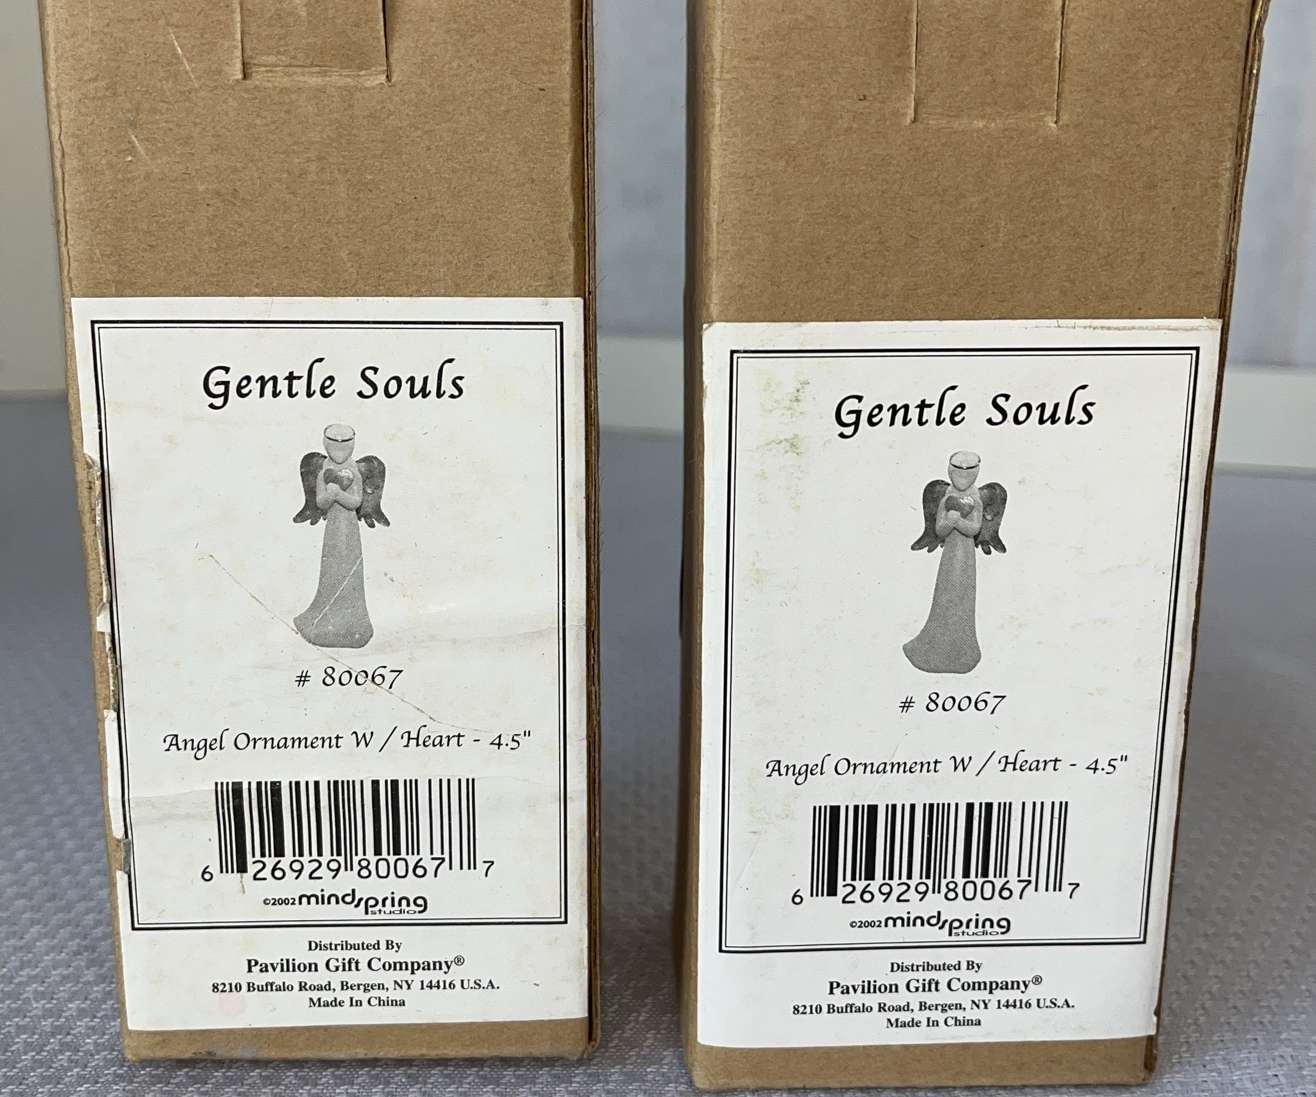 Gentle Souls
# 80067
Angel Ornament W / Heart - 4.5"
6 26929 80067 7
©2002 mindspring
studio
Distributed By
Pavilion Gift Company®
8210 Buffalo Road, Bergen, NY 14416 U.S.A.
Made In China
Gentle Souls
# 80067
Angel Ornament W / Heart - 4.5"
6 26929 80067 7
©2002 mindspring
studio
Distributed By
Pavilion Gift Company®
8210 Buffalo Road, Bergen, NY 14416 U.S.A.
Made In China